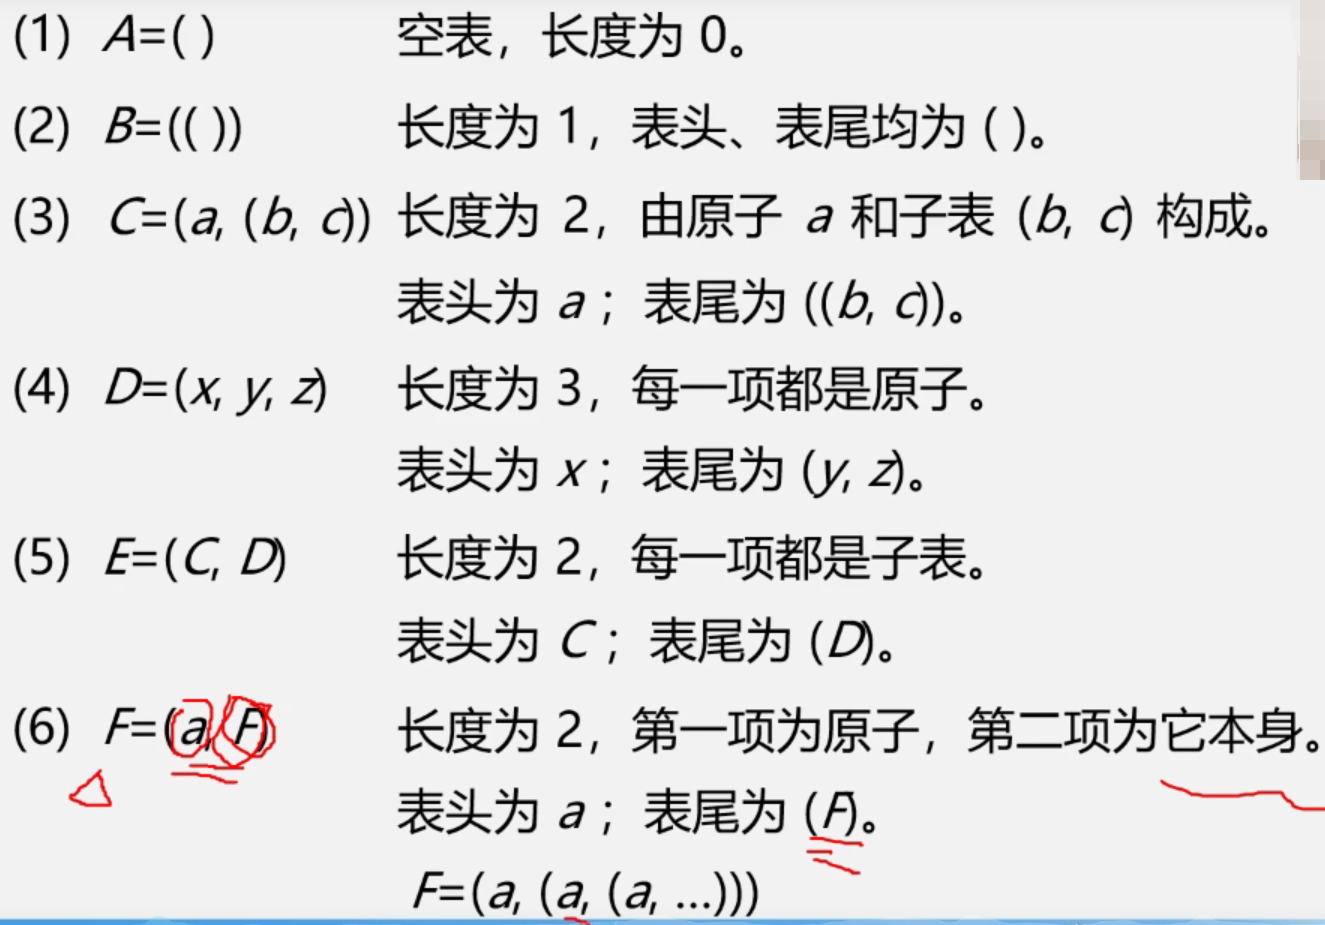 (1) A=( ) 空表，长度为 0。
(2) B=(( )) 长度为 1，表头、表尾均为 ( )。
(3) C=(a, (b, c)) 长度为 2，由原子 a 和子表 (b, c) 构成。
表头为 a；表尾为 ((b, c))。
(4) D=(x, y, z) 长度为 3，每一项都是原子。
表头为 x；表尾为 (y, z)。
(5) E=(C, D) 长度为 2，每一项都是子表。
表头为 C；表尾为 (D)。
(6) F=(a, F) 长度为 2，第一项为原子，第二项为它本身。
表头为 a；表尾为 (F)。
F=(a, (a, (a, ...)))